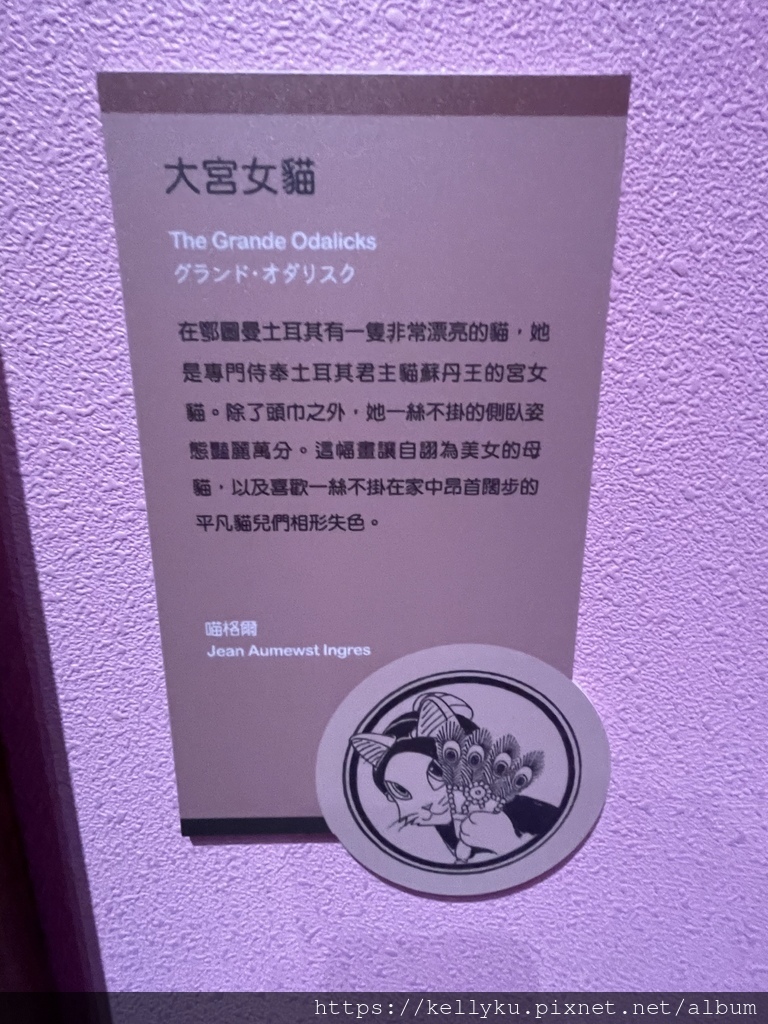 大宮女貓
The Grande Odalicks
グランド·オダリスク
在鄂圖曼土耳其有一隻非常漂亮的貓，她
是專門侍奉土耳其君主貓蘇丹王的宮女
貓。除了頭巾之外，她一絲不掛的側臥姿
態豔麗萬分。這幅畫讓自詡為美女的母
貓，以及喜歡一絲不掛在家中昂首闊步的
平凡貓兒們相形失色。
喵格爾
Jean Aumewst Ingres
https://kellyku.pixnet.net/album